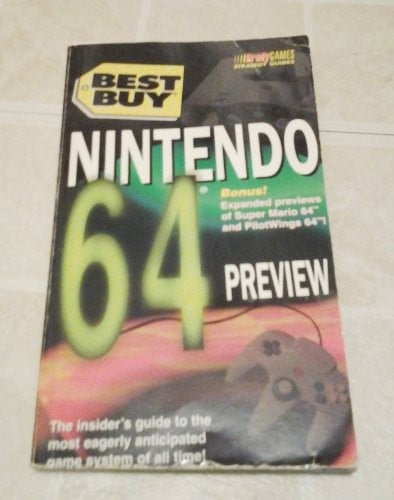 BEST
BUY™
BradyGAMES
STRATEGY GUIDES
NINTENDO®
64
Bonus!
Expanded previews
of Super Mario 64™
and PilotWings 64™!
PREVIEW
The insider's guide to the
most eagerly anticipated
game system of all time!